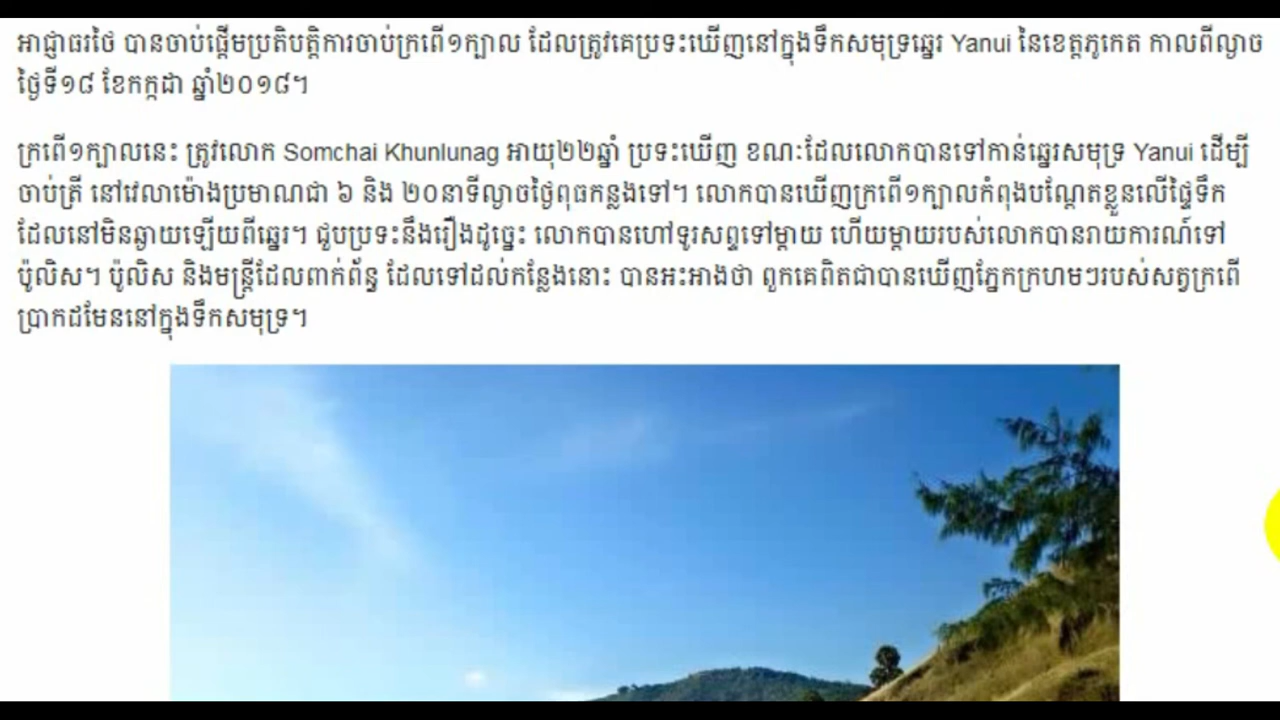 អាជ្ញាធរថៃ បានចាប់ផ្តើមប្រតិបត្តិការចាប់ក្រពើ១ក្បាល ដែលត្រូវគេប្រទះឃើញនៅក្នុងទឹកសមុទ្រឆ្នេរ Yanui នៃខេត្តភូកេត កាលពីល្ងាច
ថ្ងៃទី១៨ ខែកក្កដា ឆ្នាំ២០១៨។
ក្រពើ១ក្បាលនេះ ត្រូវលោក Somchai Khunlunag អាយុ២២ឆ្នាំ ប្រទះឃើញ ខណៈដែលលោកបានទៅកាន់ឆ្នេរសមុទ្រ Yanui ដើម្បី
ចាប់ត្រី នៅវេលាម៉ោងប្រមាណជា ៦ និង ២០នាទីល្ងាចថ្ងៃពុធកន្លងទៅ។ លោកបានឃើញក្រពើ១ក្បាលកំពុងបណ្តែតខ្លួនលើផ្ទៃទឹក
ដែលនៅមិនឆ្ងាយឡើយពីឆ្នេរ។ ជួបប្រទះនឹងរឿងដូច្នេះ លោកបានហៅទូរសព្ទទៅម្តាយ ហើយម្តាយរបស់លោកបានរាយការណ៍ទៅ
ប៉ូលិស។ ប៉ូលិស និងមន្ត្រីដែលពាក់ព័ន្ធ ដែលទៅដល់កន្លែងនោះ បានអះអាងថា ពួកគេពិតជាបានឃើញភ្នែកក្រហមៗរបស់សត្វក្រពើ
ប្រាកដមែននៅក្នុងទឹកសមុទ្រ។